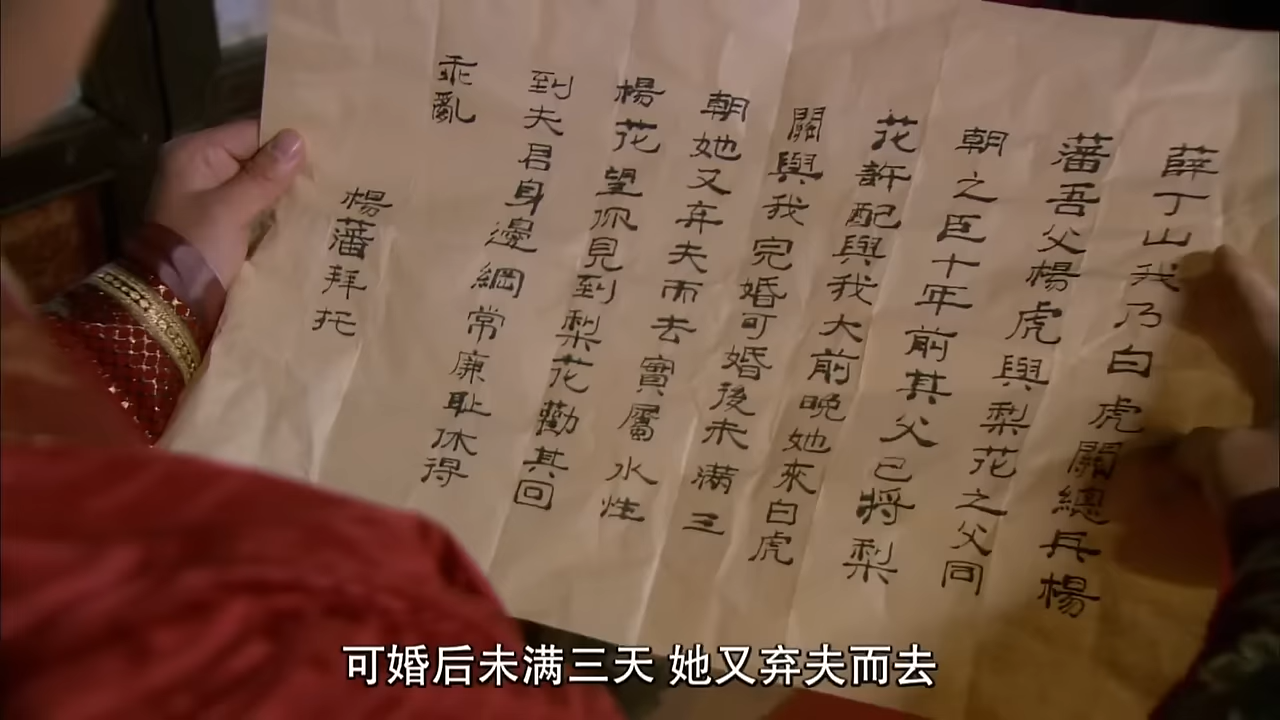 薛丁山我乃白虎關總兵楊
藩吾父楊虎與梨花之父同
朝之臣十年前其父已將梨
花許配與我大前晚她來白虎
關與我完婚可婚後未滿三
朝她又弃夫而去實屬水性
楊花望你見到梨花勸其回
到夫君身邊綱常廉耻休得
乖亂
楊藩拜托
可婚后未满三天 她又弃夫而去